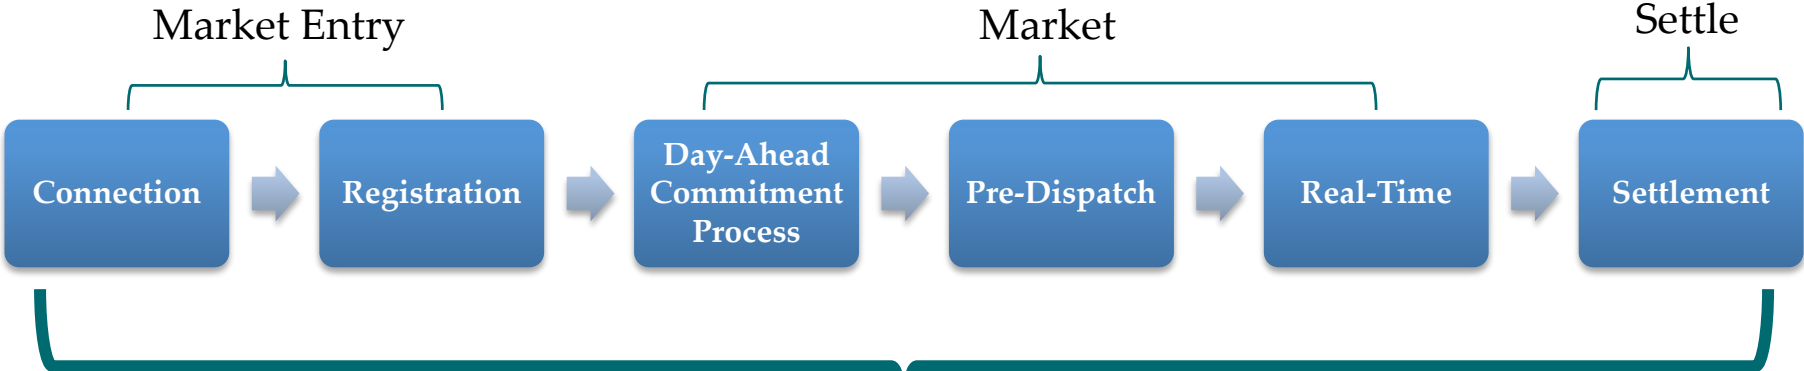 Market Entry
Market
Settle
Connection
Registration
Day-Ahead
Commitment
Process
Pre-Dispatch
Real-Time
Settlement